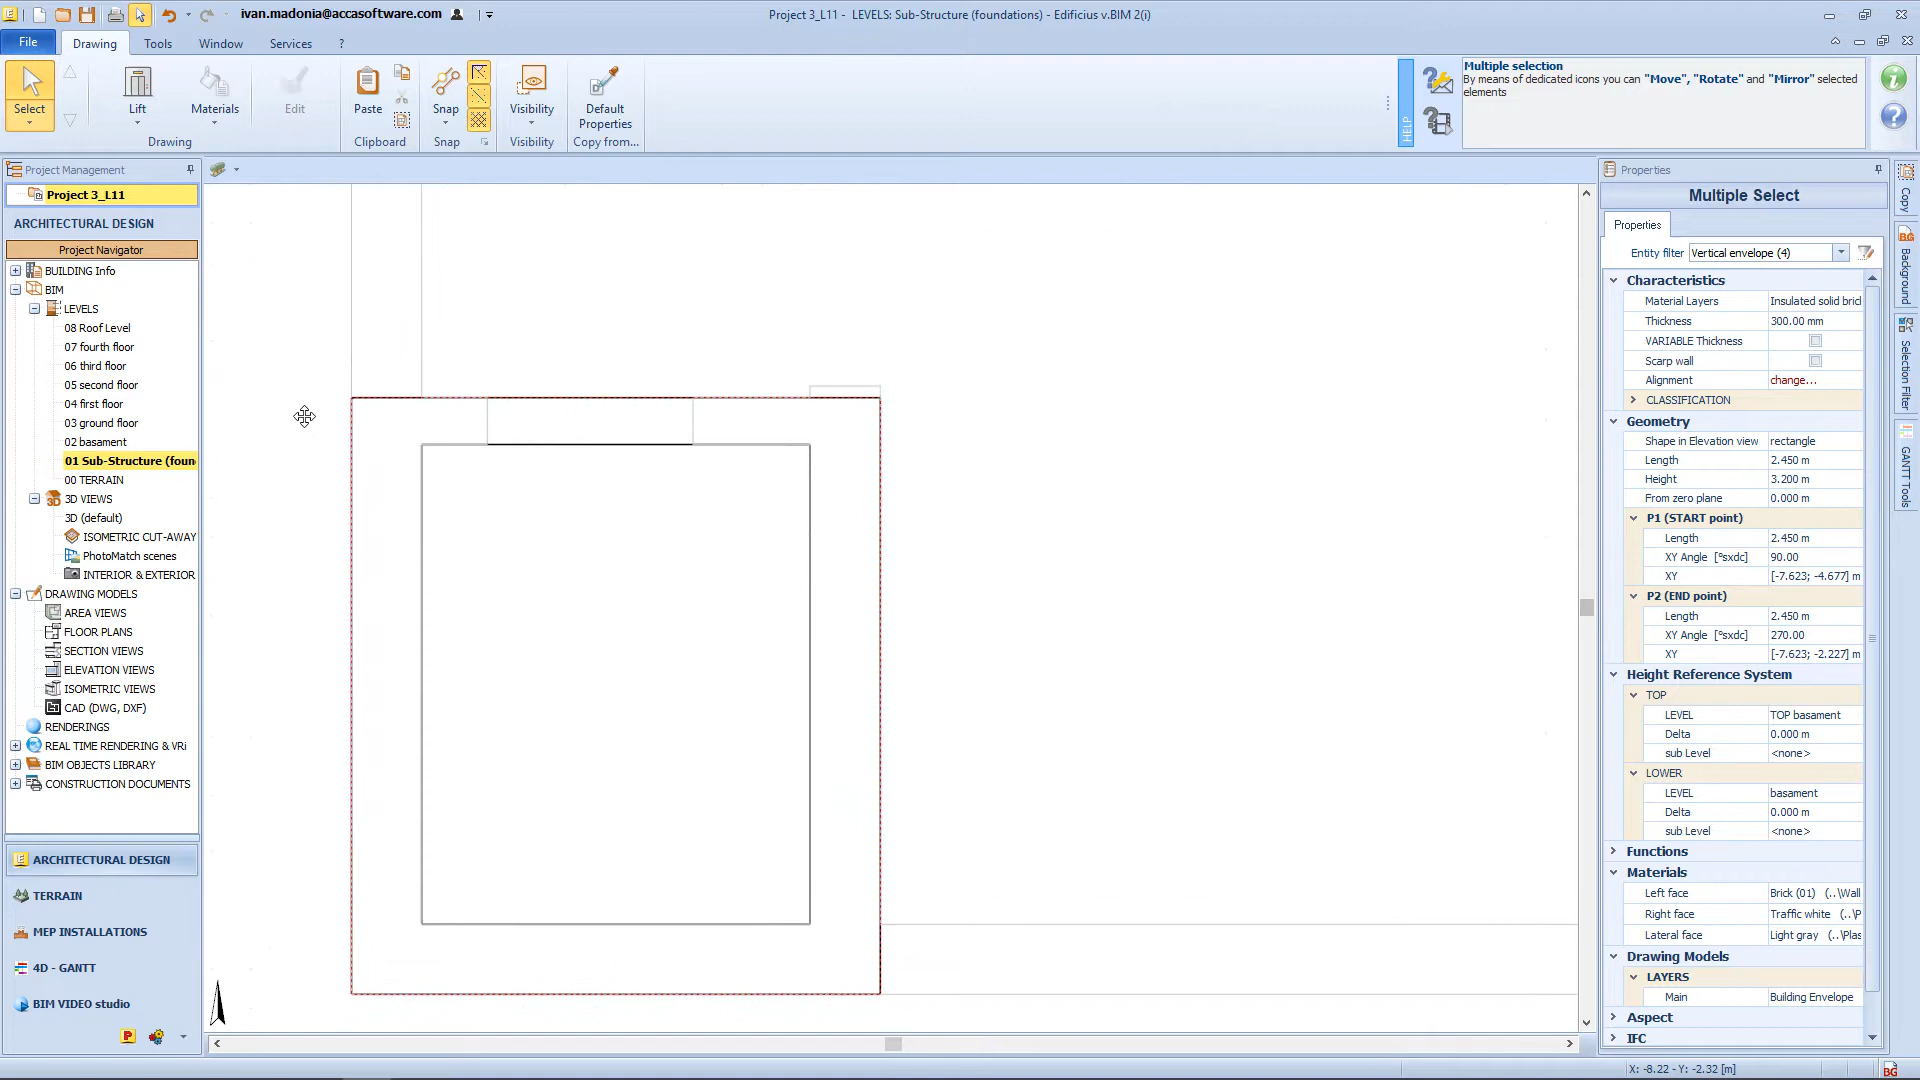 ivan.madonia@accasoftware.com
Project 3_L11 - LEVELS: Sub-Structure (foundations) - Edificius v.BIM 2(i)
File
Drawing
Tools
Window
Services
?
Select
Lift
Materials
Edit
Paste
Snap
Visibility
Default
Properties
Drawing
Clipboard
Snap
Visibility
Copy from...
HELP
Multiple selection
By means of dedicated icons you can "Move", "Rotate" and "Mirror" selected
elements
Project Management
Project 3_L11
ARCHITECTURAL DESIGN
Project Navigator
BUILDING Info
BIM
LEVELS
08 Roof Level
07 fourth floor
06 third floor
05 second floor
04 first floor
03 ground floor
02 basament
01 Sub-Structure (foun
00 TERRAIN
3D VIEWS
3D (default)
ISOMETRIC CUT-AWAY
PhotoMatch scenes
INTERIOR & EXTERIOR
DRAWING MODELS
AREA VIEWS
FLOOR PLANS
SECTION VIEWS
ELEVATION VIEWS
ISOMETRIC VIEWS
CAD (DWG, DXF)
RENDERINGS
REAL TIME RENDERING & VRi
BIM OBJECTS LIBRARY
CONSTRUCTION DOCUMENTS
ARCHITECTURAL DESIGN
TERRAIN
MEP INSTALLATIONS
4D - GANTT
BIM VIDEO studio
Properties
Multiple Select
Properties
Entity filter Vertical envelope (4)
Characteristics
Material Layers Insulated solid bric
Thickness 300.00 mm
VARIABLE Thickness
Scarp wall
Alignment change...
CLASSIFICATION
Geometry
Shape in Elevation view rectangle
Length 2.450 m
Height 3.200 m
From zero plane 0.000 m
P1 (START point)
Length 2.450 m
XY Angle [°sxdc] 90.00
XY [-7.623; -4.677] m
P2 (END point)
Length 2.450 m
XY Angle [°sxdc] 270.00
XY [-7.623; -2.227] m
Height Reference System
TOP
LEVEL TOP basament
Delta 0.000 m
sub Level <none>
LOWER
LEVEL basament
Delta 0.000 m
sub Level <none>
Functions
Materials
Left face Brick (01) (..\Wall
Right face Traffic white (..\P
Lateral face Light gray (..\Plas
Drawing Models
LAYERS
Main Building Envelope
Aspect
IFC
Copy
Background
Selection Filter
GANTT Tools
X: -8.22 - Y: -2.32 [m]